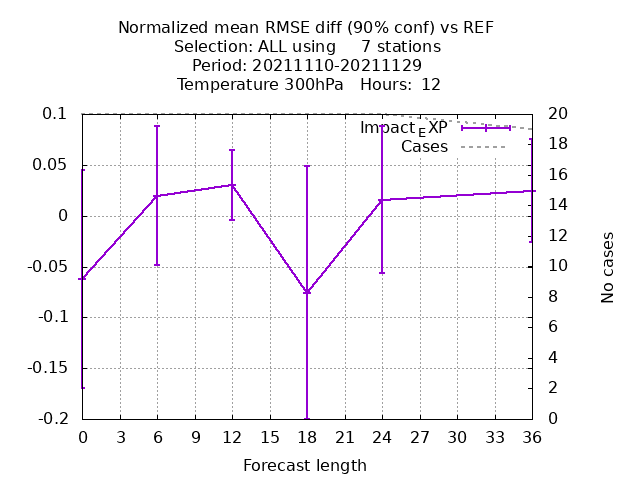 Normalized mean RMSE diff (90% conf) vs REF
Selection: ALL using     7 stations
Period: 20211110-20211129
Temperature 300hPa   Hours:  12
0.1
0.05
0
-0.05
-0.1
-0.15
-0.2
20
18
16
14
12
10
8
6
4
2
0
Impact_EXP
Cases
No cases
0 3 6 9 12 15 18 21 24 27 30 33 36
Forecast length